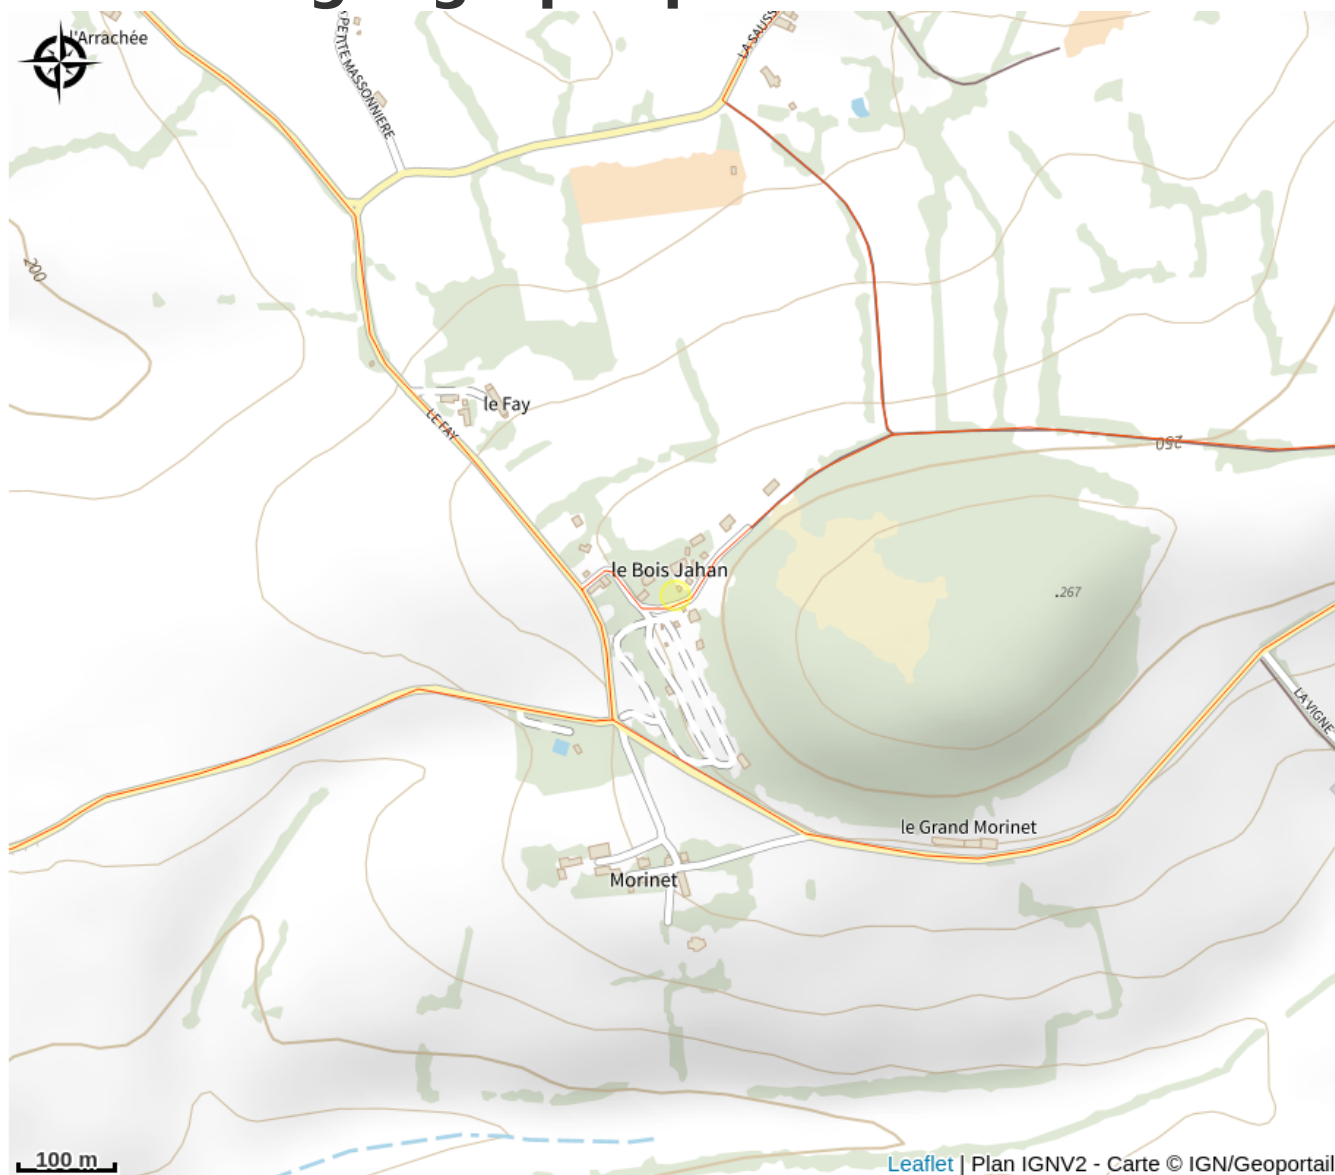 l'Arrachée
PETITE MASSONNIERE
LA SAUSS
200
le Fay
LE FAY
250
le Bois Jahan
.267
LA VIGNE
le Grand Morinet
Morinet
100 m
Leaflet | Plan IGNV2 - Carte © IGN/Geoportail